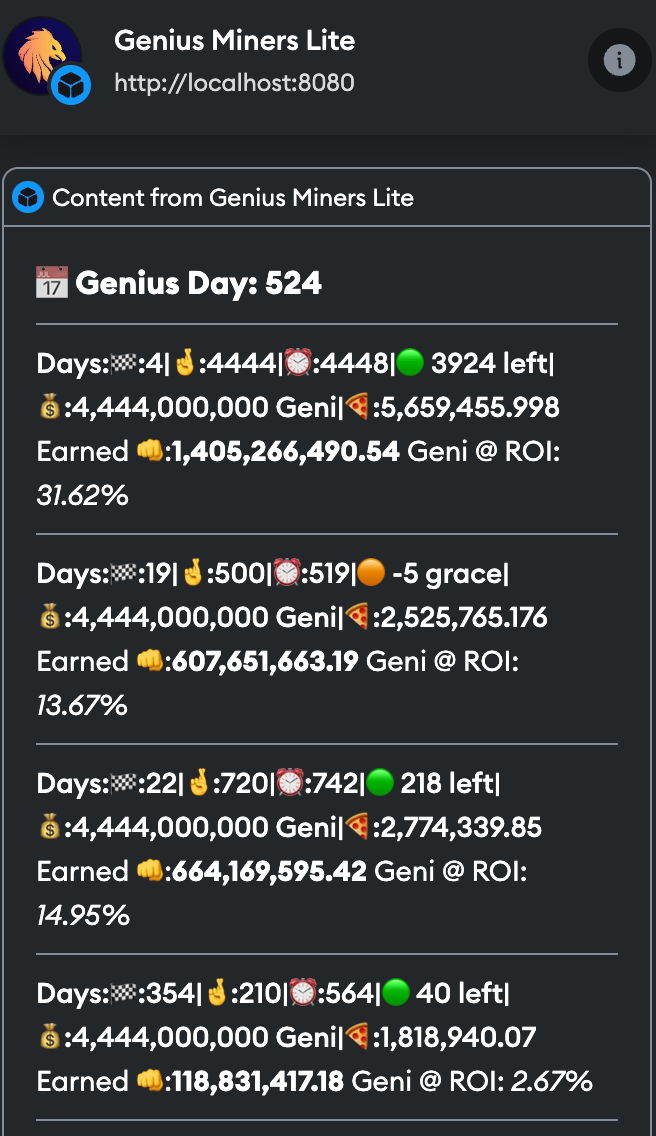 Genius Miners Lite
http://localhost:8080
Content from Genius Miners Lite
📅 Genius Day: 524
Days:🏁:4|🤞:4444|⏰:4448|🟢 3924 left|
💰:4,444,000,000 Geni|🍕:5,659,455.998
Earned 👊:1,405,266,490.54 Geni @ ROI:
31.62%
Days:🏁:19|🤞:500|⏰:519|🟠 -5 grace|
💰:4,444,000,000 Geni|🍕:2,525,765.176
Earned 👊:607,651,663.19 Geni @ ROI:
13.67%
Days:🏁:22|🤞:720|⏰:742|🟢 218 left|
💰:4,444,000,000 Geni|🍕:2,774,339.85
Earned 👊:664,169,595.42 Geni @ ROI:
14.95%
Days:🏁:354|🤞:210|⏰:564|🟢 40 left|
💰:4,444,000,000 Geni|🍕:1,818,940.07
Earned 👊:118,831,417.18 Geni @ ROI: 2.67%